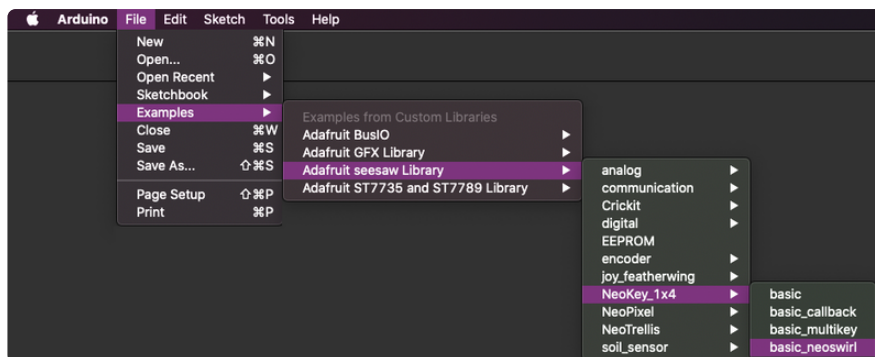 Arduino File Edit Sketch Tools Help
New ⌘N
Open... ⌘O
Open Recent
Sketchbook
Examples
Close ⌘W
Save ⌘S
Save As... ⇧⌘S
Page Setup ⇧⌘P
Print ⌘P
Examples from Custom Libraries
Adafruit BusIO
Adafruit GFX Library
Adafruit seesaw Library
Adafruit ST7735 and ST7789 Library
analog
communication
Crickit
digital
EEPROM
encoder
joy_featherwing
NeoKey_1x4
NeoPixel
NeoTrellis
soil_sensor
basic
basic_callback
basic_multikey
basic_neoswirl